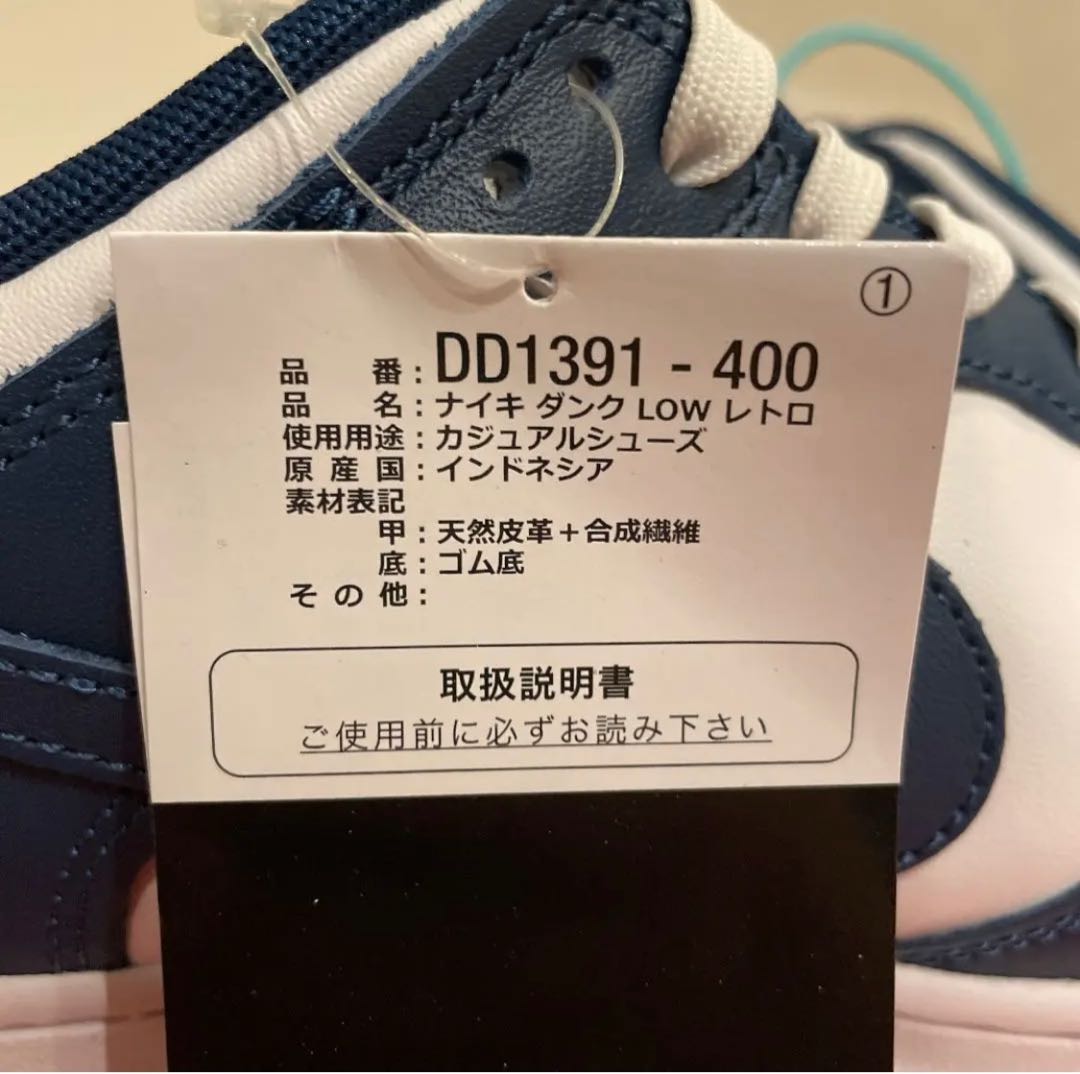 ①
品番：DD1391 - 400
品名：ナイキ ダンク LOW レトロ
使用用途：カジュアルシューズ
原産国：インドネシア
素材表記
甲：天然皮革＋合成繊維
底：ゴム底
その他：
取扱説明書
ご使用前に必ずお読み下さい